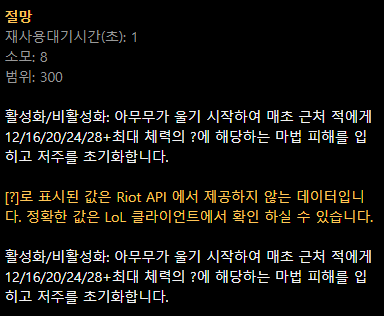 절망
재사용대기시간(초): 1
소모: 8
범위: 300
활성화/비활성화: 아무무가 울기 시작하여 매초 근처 적에게
12/16/20/24/28+최대 체력의 ?에 해당하는 마법 피해를 입
히고 저주를 초기화합니다.
[?]로 표시된 값은 Riot API 에서 제공하지 않는 데이터입니
다. 정확한 값은 LoL 클라이언트에서 확인 하실 수 있습니다.
활성화/비활성화: 아무무가 울기 시작하여 매초 근처 적에게
12/16/20/24/28+최대 체력의 ?에 해당하는 마법 피해를 입
히고 저주를 초기화합니다.